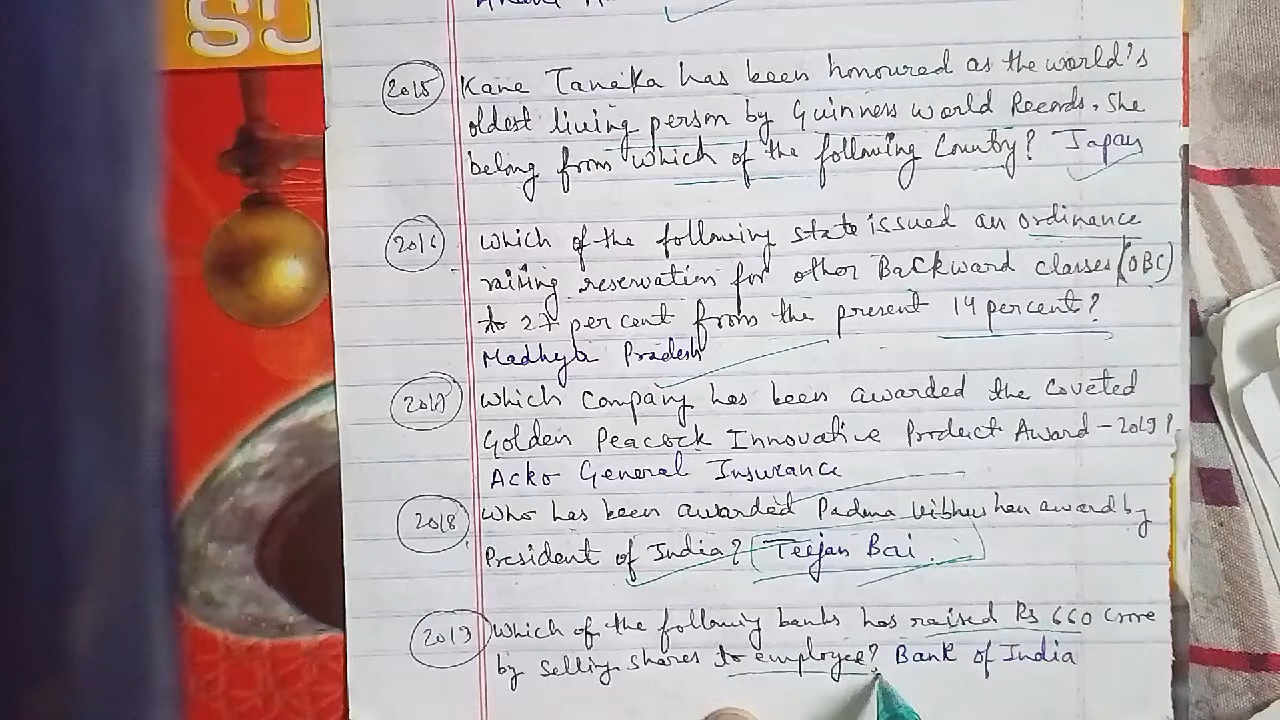 SJ
2015 Kane Tanaka has been honoured as the world's
oldest living person by Guinness World Records. She
belong from which of the following Country? Japan
2016 which of the following state issued an ordinance
raising reservation for other Backward classes (OBC)
to 27 per cent from the present 14 percent?
Madhya Pradesh
2017 which Company has been awarded the Coveted
Golden Peacock Innovative Product Award - 2019?
Acko General Insurance
2018 who has been awarded Padma Vibhushan award by
President of India? Teejan Bai.
2019 which of the following banks has raised Rs 660 Crore
by selling shares to employee? Bank of India